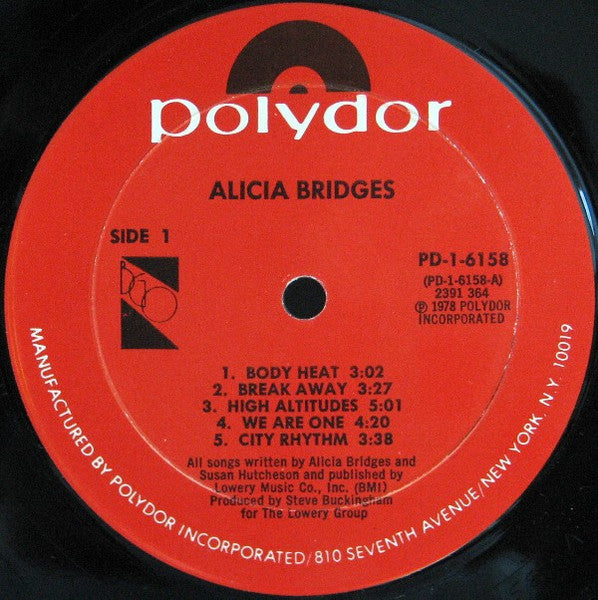 polydor
ALICIA BRIDGES
SIDE 1
BGO
PD-1-6158
(PD-1-6158-A)
2391 364
℗ 1978 POLYDOR
INCORPORATED
1. BODY HEAT 3:02
2. BREAK AWAY 3:27
3. HIGH ALTITUDES 5:01
4. WE ARE ONE 4:20
5. CITY RHYTHM 3:38
All songs written by Alicia Bridges and
Susan Hutcheson and published by
Lowery Music Co., Inc. (BMI)
Produced by Steve Buckingham
for The Lowery Group
MANUFACTURED BY POLYDOR INCORPORATED/810 SEVENTH AVENUE/NEW YORK, N.Y. 10019